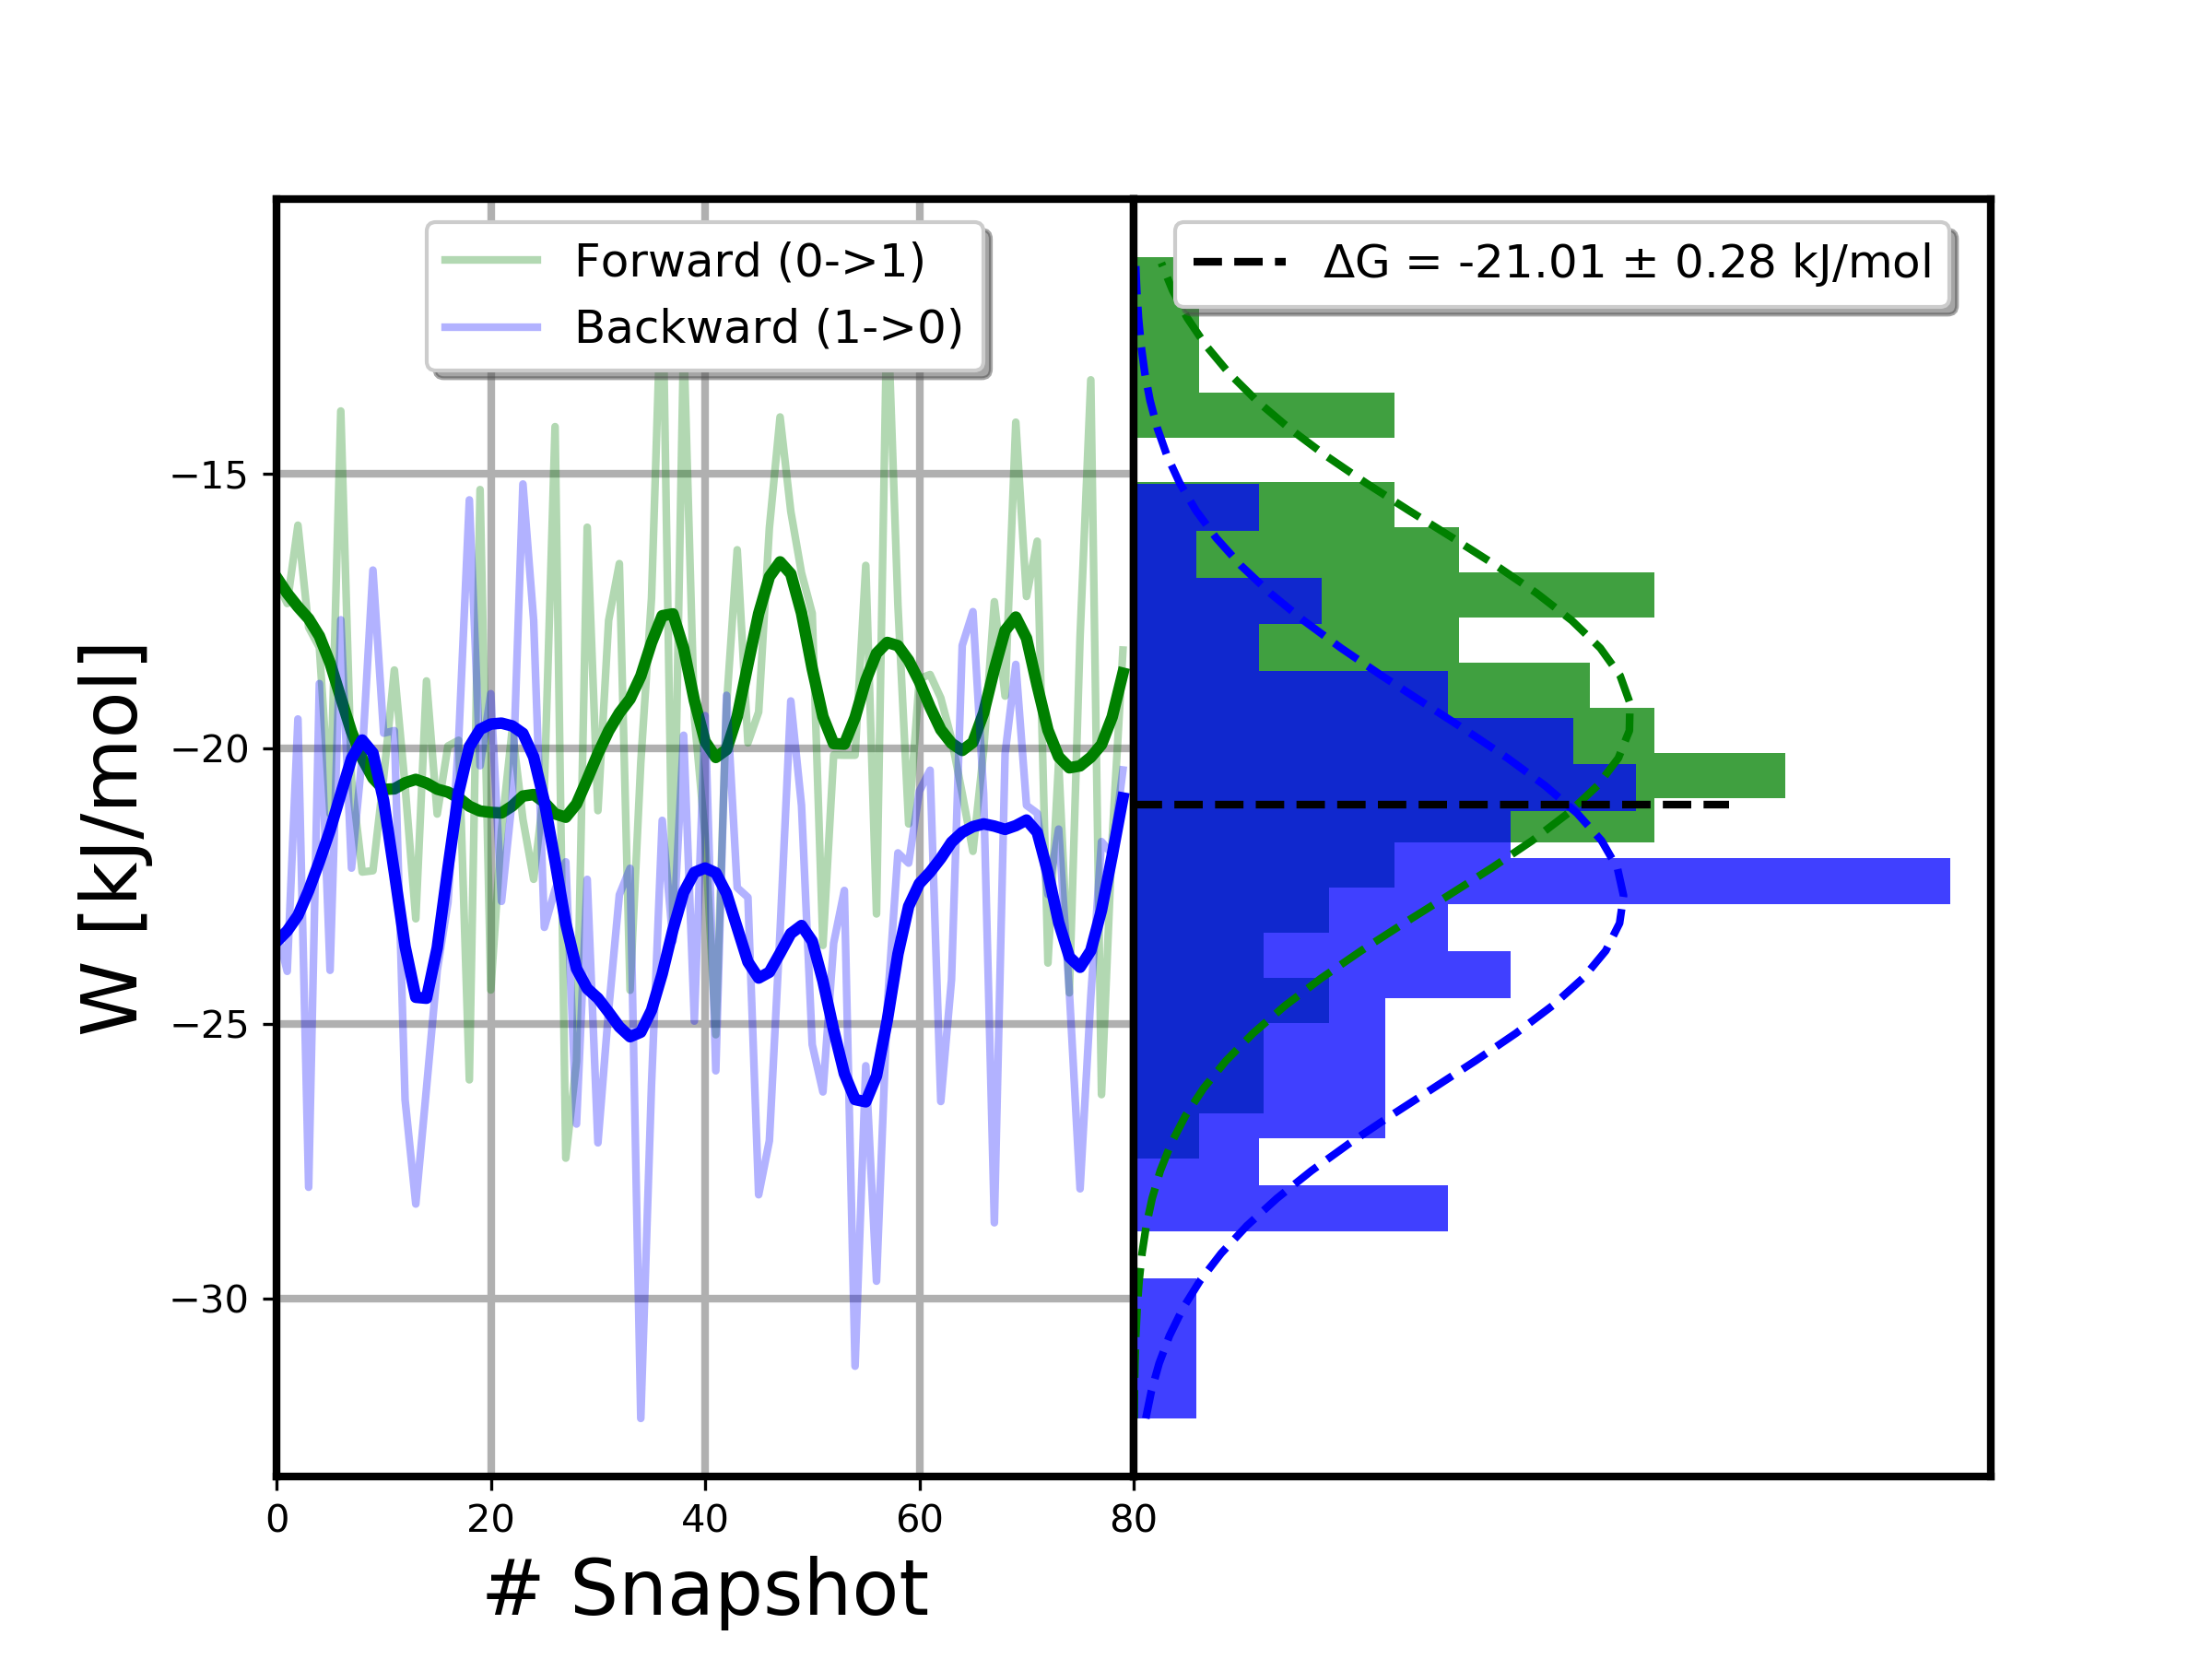 Forward (0->1)
Backward (1->0)
ΔG = -21.01 ± 0.28 kJ/mol
W [kJ/mol]
−15
−20
−25
−30
0 20 40 60 80
# Snapshot